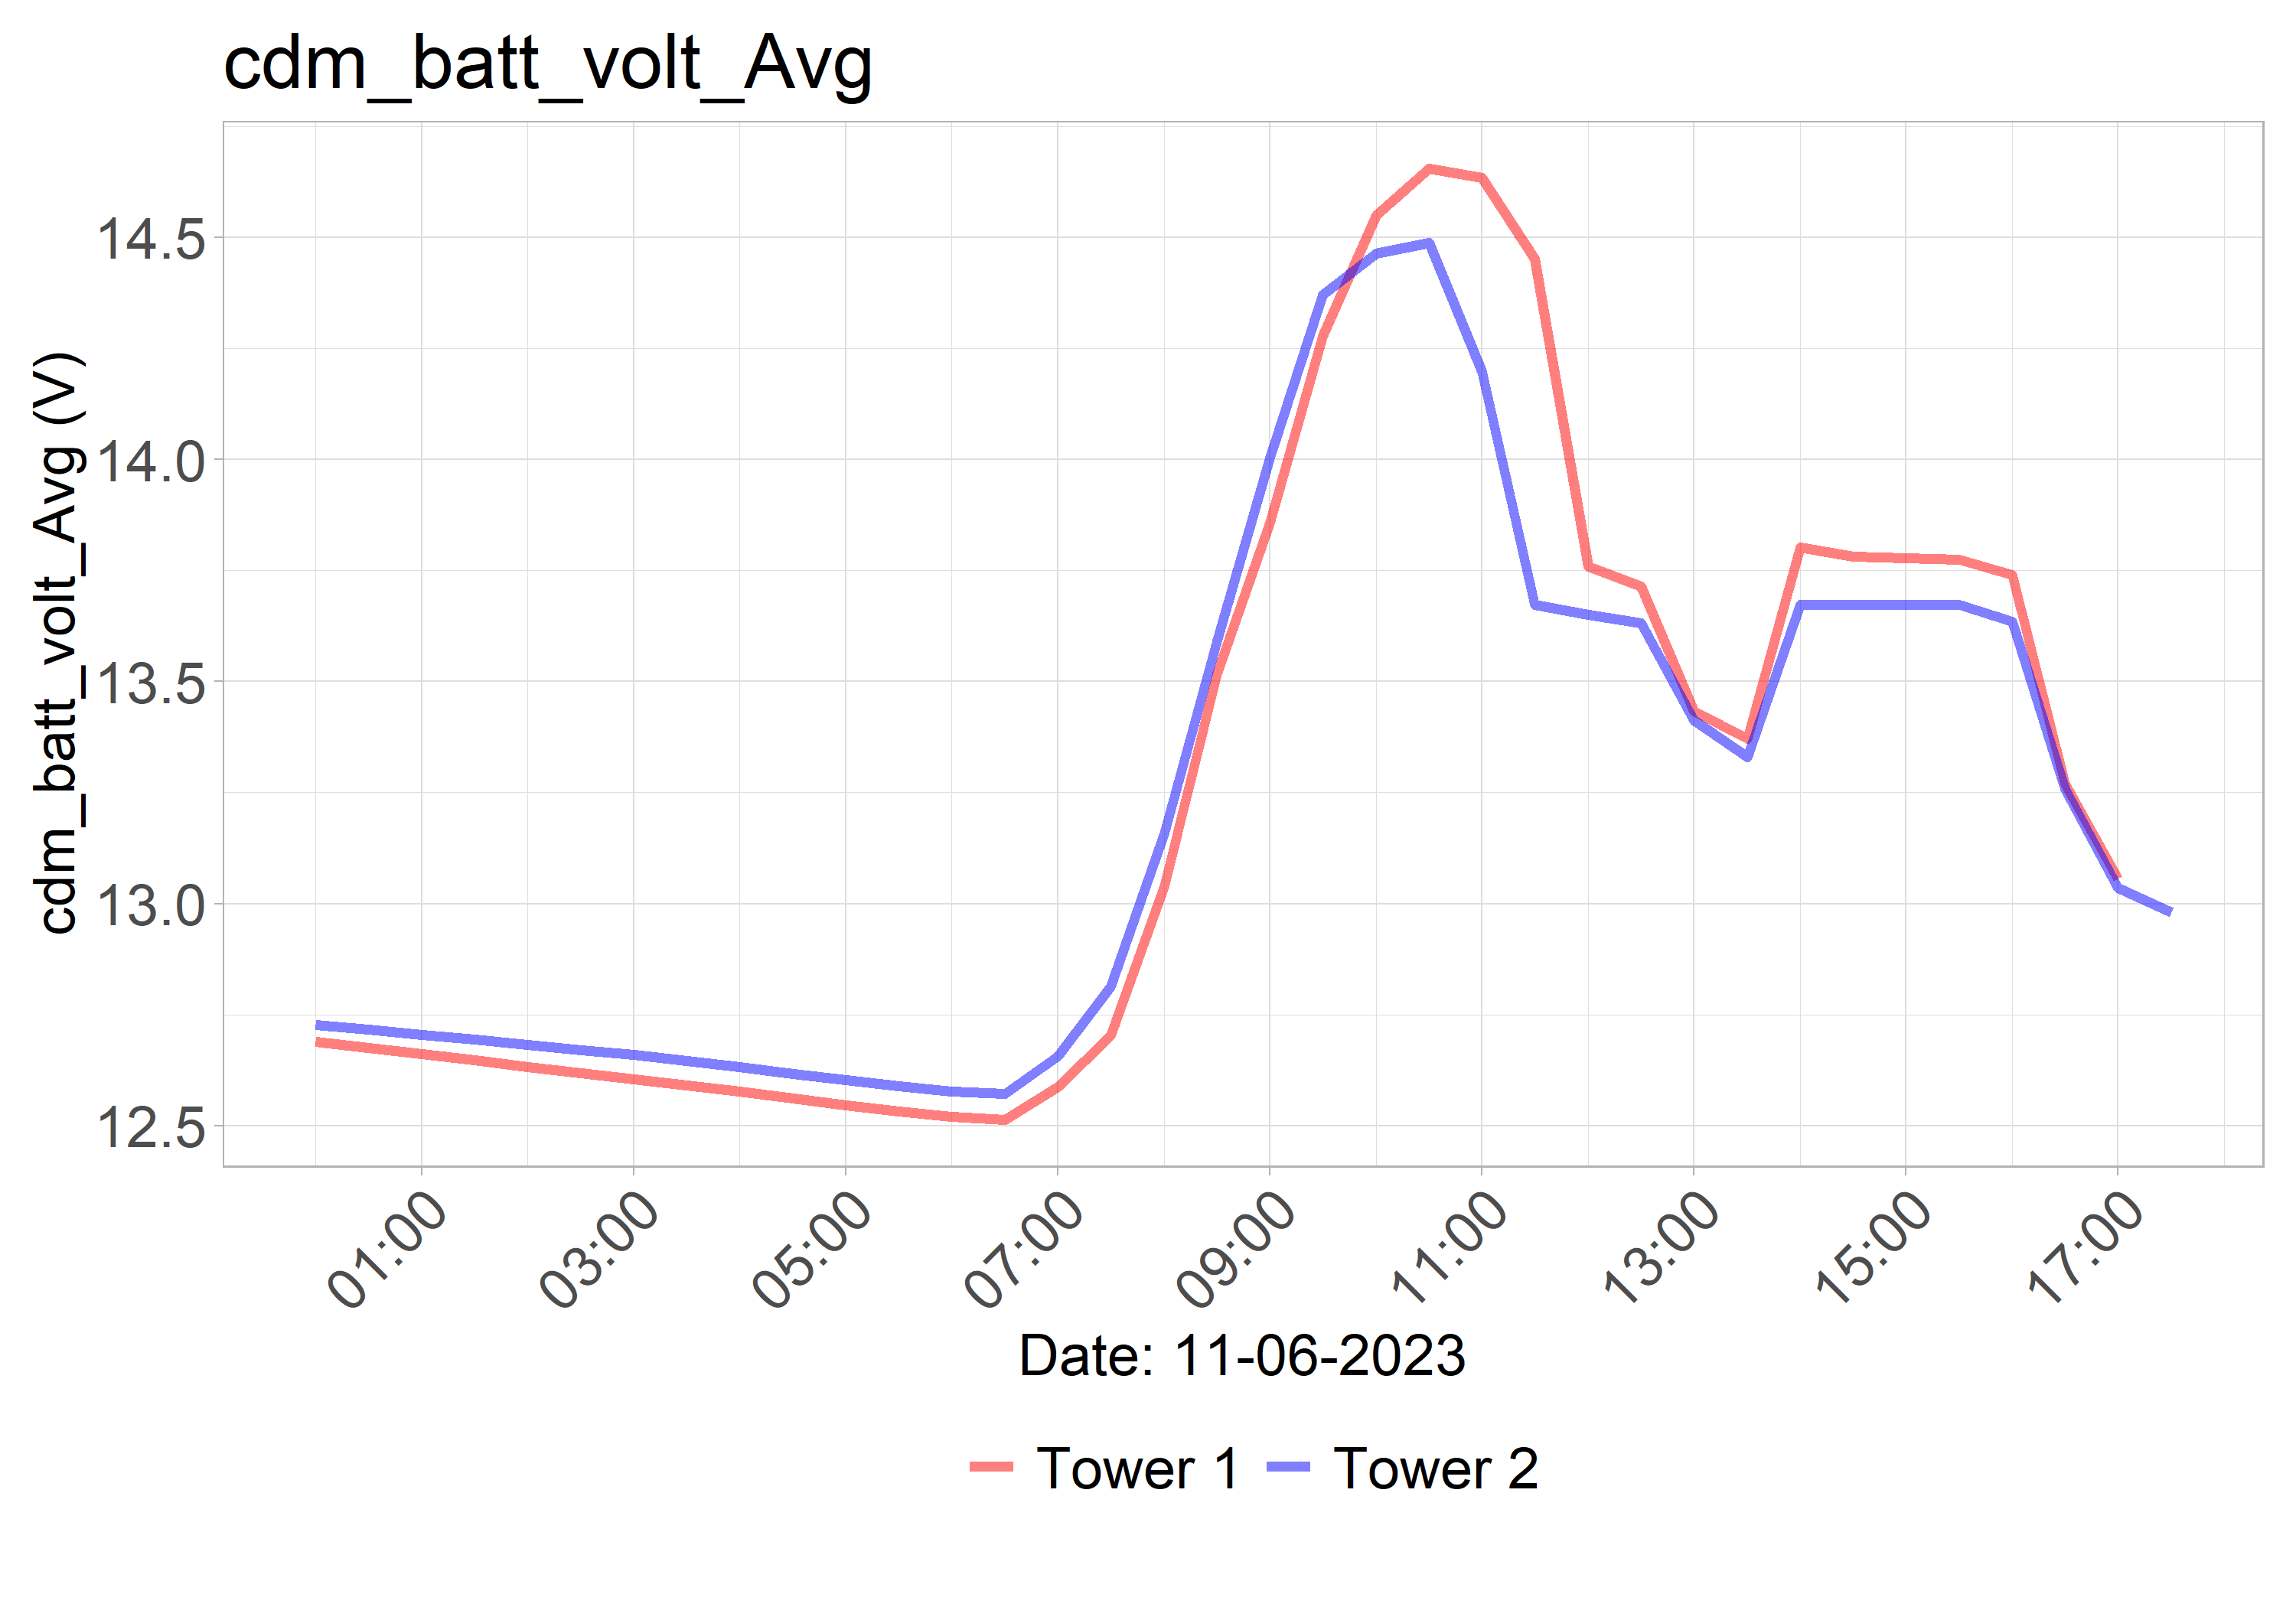 cdm_batt_volt_Avg
cdm_batt_volt_Avg (V)
14.5
14.0
13.5
13.0
12.5
01:00 03:00 05:00 07:00 09:00 11:00 13:00 15:00 17:00
Date: 11-06-2023
Tower 1 Tower 2